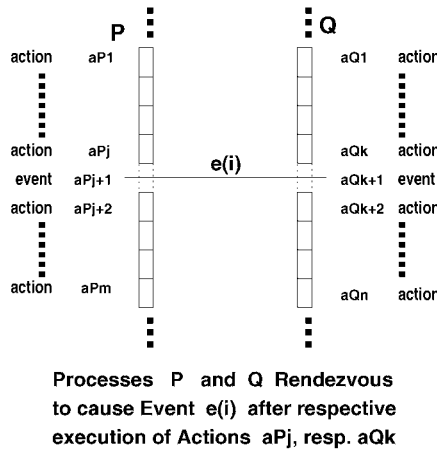 P Q
action aP1 aQ1 action
action aPj aQk action
e(i)
event aPj+1 aQk+1 event
action aPj+2 aQk+2 action
action aPm aQn action
Processes P and Q Rendezvous
to cause Event e(i) after respective
execution of Actions aPj, resp. aQk